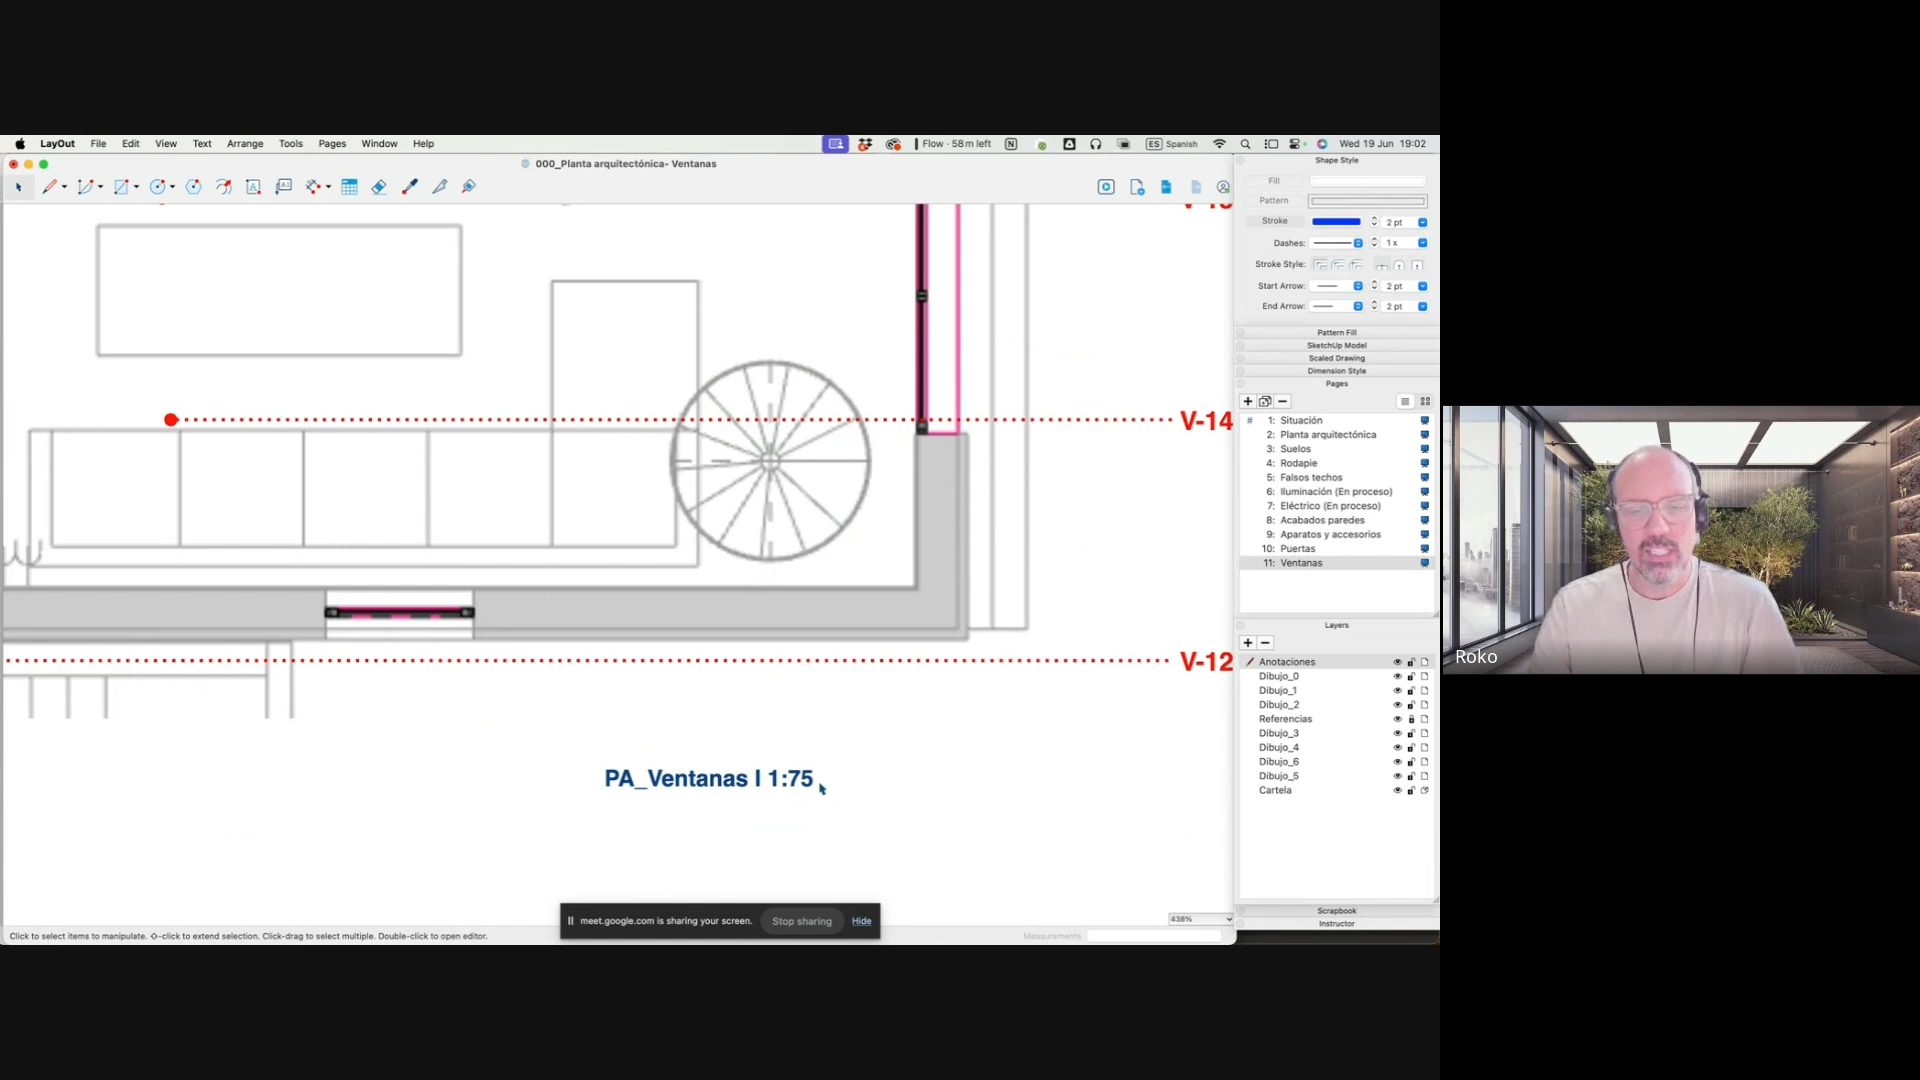 LayOut File Edit View Text Arrange Tools Pages Window Help
Flow · 58m left
ES Spanish
Wed 19 Jun 19:02
000_Planta arquitectónica- Ventanas
Shape Style
Fill
Pattern
Stroke 2 pt
Dashes: 1 x
Stroke Style:
Start Arrow: 2 pt
End Arrow: 2 pt
Pattern Fill
SketchUp Model
Scaled Drawing
Dimension Style
Pages
# 1: Situación
2: Planta arquitectónica
3: Suelos
4: Rodapie
5: Falsos techos
6: Iluminación (En proceso)
7: Eléctrico (En proceso)
8: Acabados paredes
9: Aparatos y accesorios
10: Puertas
11: Ventanas
Layers
Anotaciones
Dibujo_0
Dibujo_1
Dibujo_2
Referencias
Dibujo_3
Dibujo_4
Dibujo_6
Dibujo_5
Cartela
Scrapbook
Instructor
V-14
V-12
PA_Ventanas I 1:75
meet.google.com is sharing your screen. Stop sharing Hide
438%
Click to select items to manipulate. ⇧-click to extend selection. Click-drag to select multiple. Double-click to open editor.
Measurements
Roko